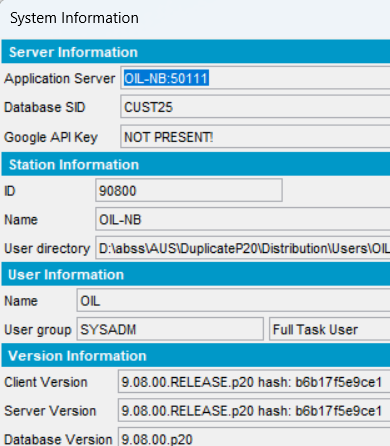 System Information
Server Information
Application Server OIL-NB:50111
Database SID CUST25
Google API Key NOT PRESENT!
Station Information
ID 90800
Name OIL-NB
User directory D:\abss\AUS\DuplicateP20\Distribution\Users\OIL
User Information
Name OIL
User group SYSADM Full Task User
Version Information
Client Version 9.08.00.RELEASE.p20 hash: b6b17f5e9ce1
Server Version 9.08.00.RELEASE.p20 hash: b6b17f5e9ce1
Database Version 9.08.00.p20